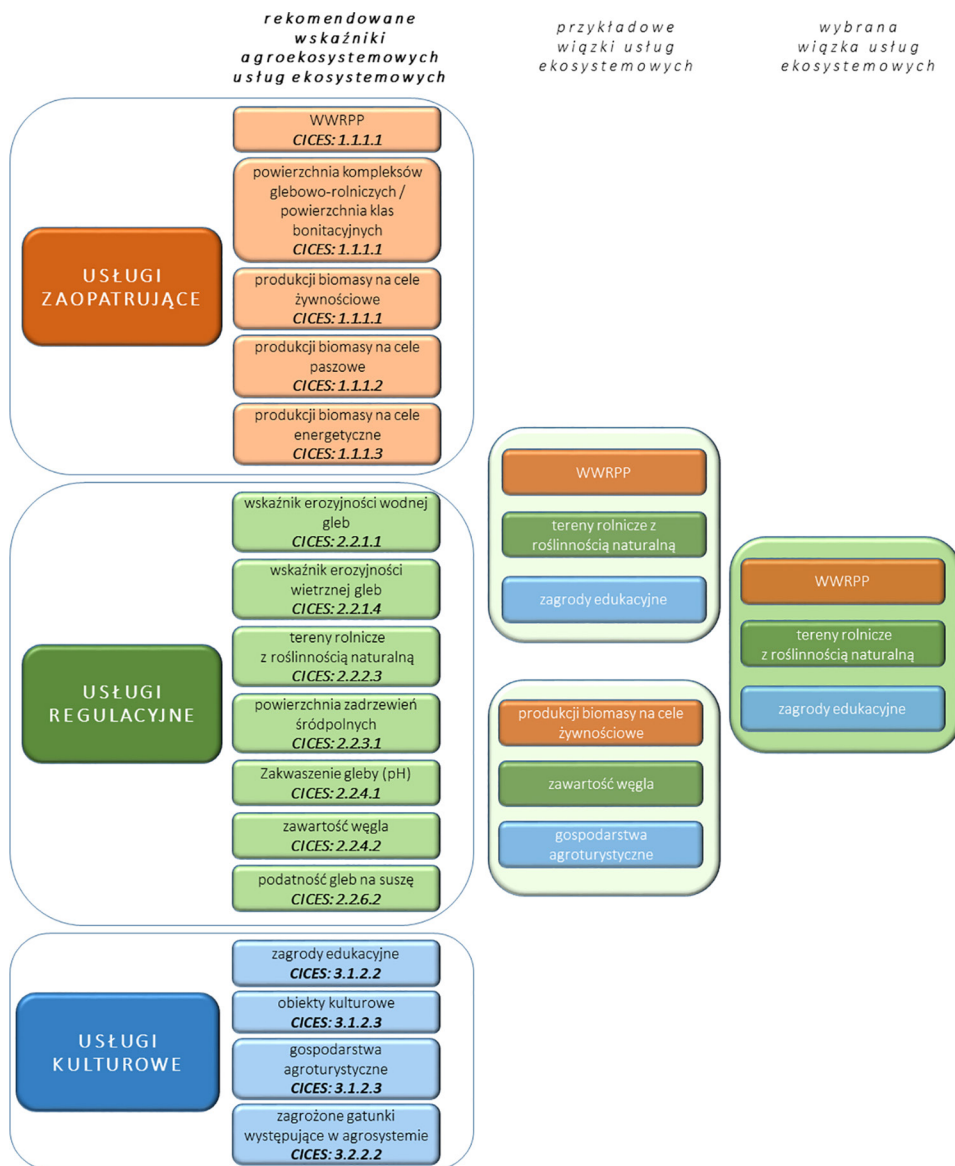 rekomendowane
wskaźniki
agroekosystemowych
usług ekosystemowych
przykładowe
wiązki usług
ekosystemowych
wybrana
wiązka usług
ekosystemowych
USŁUGI
ZAOPATRUJĄCE
WWRPP
CICES: 1.1.1.1
powierzchnia kompleksów
glebowo-rolniczych /
powierzchnia klas
bonitacyjnych
CICES: 1.1.1.1
produkcji biomasy na cele
żywnościowe
CICES: 1.1.1.1
produkcji biomasy na cele
paszowe
CICES: 1.1.1.2
produkcji biomasy na cele
energetyczne
CICES: 1.1.1.3
USŁUGI
REGULACYJNE
wskaźnik erozyjności wodnej
gleb
CICES: 2.2.1.1
wskaźnik erozyjności
wietrznej gleb
CICES: 2.2.1.4
tereny rolnicze
z roślinnością naturalną
CICES: 2.2.2.3
powierzchnia zadrzewień
śródpolnych
CICES: 2.2.3.1
Zakwaszenie gleby (pH)
CICES: 2.2.4.1
zawartość węgla
CICES: 2.2.4.2
podatność gleb na suszę
CICES: 2.2.6.2
USŁUGI
KULTUROWE
zagrody edukacyjne
CICES: 3.1.2.2
obiekty kulturowe
CICES: 3.1.2.3
gospodarstwa
agroturystyczne
CICES: 3.1.2.3
zagrożone gatunki
występujące w agrosystemie
CICES: 3.2.2.2
WWRPP
tereny rolnicze z
roślinnością naturalną
zagrody edukacyjne
produkcji biomasy na cele
żywnościowe
zawartość węgla
gospodarstwa
agroturystyczne
WWRPP
tereny rolnicze
z roślinnością naturalną
zagrody edukacyjne